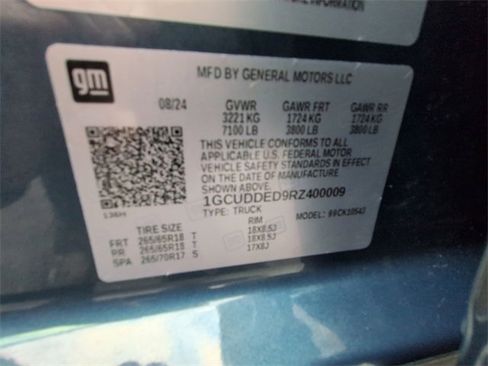 INFORMATION
gm
MFD BY GENERAL MOTORS LLC
08/24 GVWR GAWR FRT GAWR RR
3221 KG 1724 KG 1724 KG
7100 LB 3800 LB 3800 LB
THIS VEHICLE CONFORMS TO ALL
APPLICABLE U.S. FEDERAL MOTOR
VEHICLE SAFETY STANDARDS IN
EFFECT ON THE DATE OF MANUFACTURE
SHOWN ABOVE.
1GCUDDED9RZ400009
TYPE: TRUCK MODEL:
TIRE SIZE RIM
FRT 265/65R18 T 18X8.5J
RR 265/65R18 T 18X8.5J
SPA 265/70R17 S 17X8J